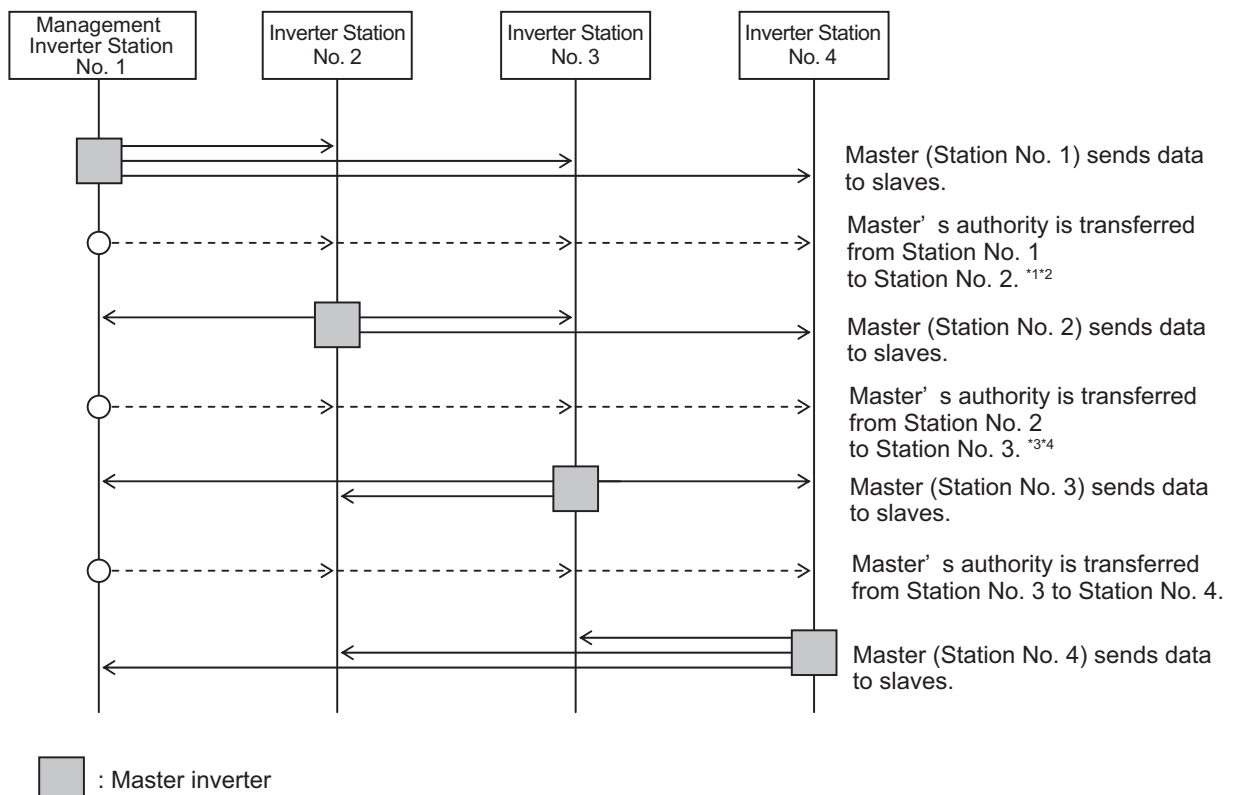 Management
Inverter Station
No. 1
Inverter Station
No. 2
Inverter Station
No. 3
Inverter Station
No. 4
Master (Station No. 1) sends data
to slaves.
Master’ s authority is transferred
from Station No. 1
to Station No. 2. *1*2
Master (Station No. 2) sends data
to slaves.
Master’ s authority is transferred
from Station No. 2
to Station No. 3. *3*4
Master (Station No. 3) sends data
to slaves.
Master’ s authority is transferred
from Station No. 3 to Station No. 4.
Master (Station No. 4) sends data
to slaves.
: Master inverter